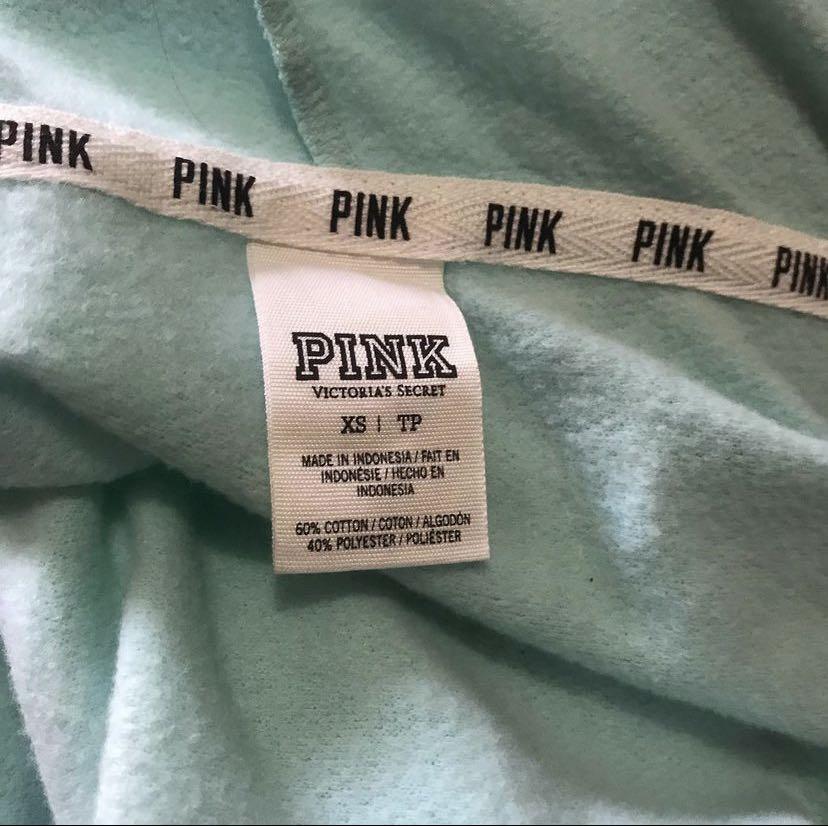 PINK PINK PINK PINK PINK PINK
PINK
VICTORIA'S SECRET
XS | TP
MADE IN INDONESIA / FAIT EN
INDONÉSIE / HECHO EN
INDONESIA
60% COTTON / COTON / ALGODÓN
40% POLYESTER / POLIÉSTER